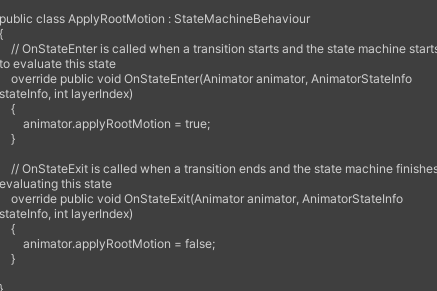 public class ApplyRootMotion : StateMachineBehaviour
{
// OnStateEnter is called when a transition starts and the state machine starts
to evaluate this state
override public void OnStateEnter(Animator animator, AnimatorStateInfo
stateInfo, int layerIndex)
{
animator.applyRootMotion = true;
}
// OnStateExit is called when a transition ends and the state machine finishes
evaluating this state
override public void OnStateExit(Animator animator, AnimatorStateInfo
stateInfo, int layerIndex)
{
animator.applyRootMotion = false;
}
}